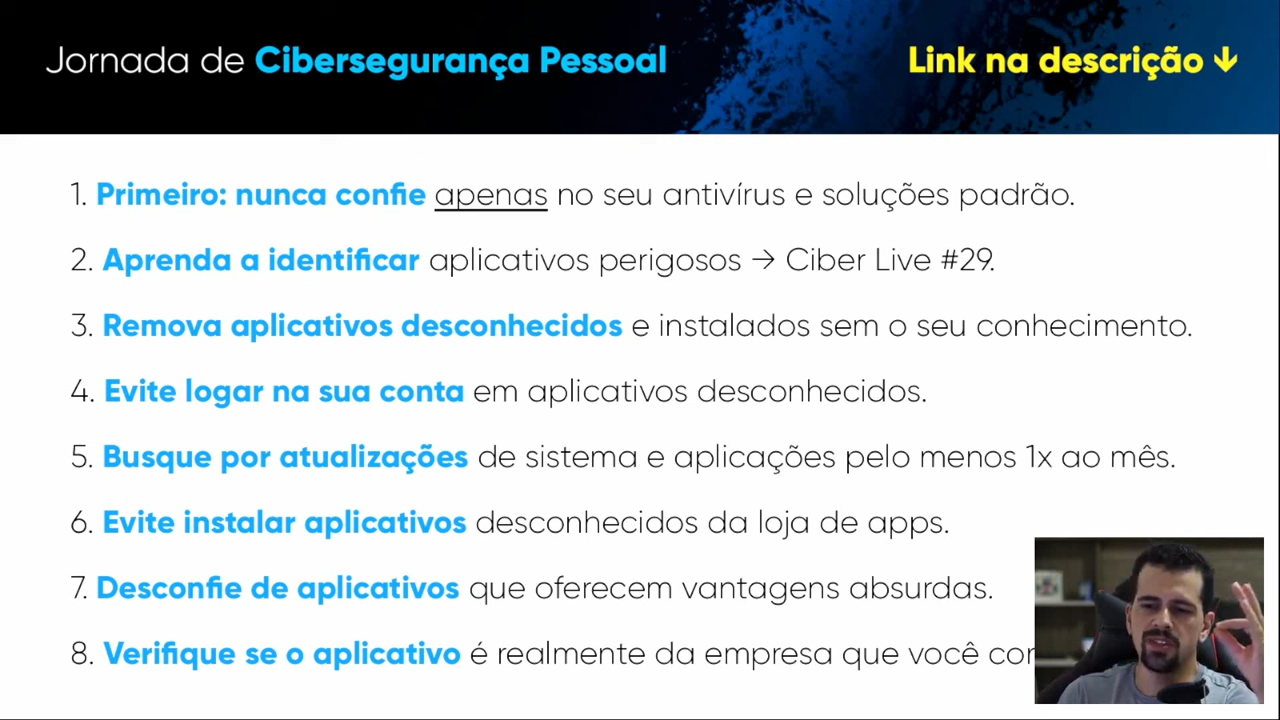 Jornada de Cibersegurança Pessoal
Link na descrição ↓
1. Primeiro: nunca confie apenas no seu antivírus e soluções padrão.
2. Aprenda a identificar aplicativos perigosos → Ciber Live #29.
3. Remova aplicativos desconhecidos e instalados sem o seu conhecimento.
4. Evite logar na sua conta em aplicativos desconhecidos.
5. Busque por atualizações de sistema e aplicações pelo menos 1x ao mês.
6. Evite instalar aplicativos desconhecidos da loja de apps.
7. Desconfie de aplicativos que oferecem vantagens absurdas.
8. Verifique se o aplicativo é realmente da empresa que você